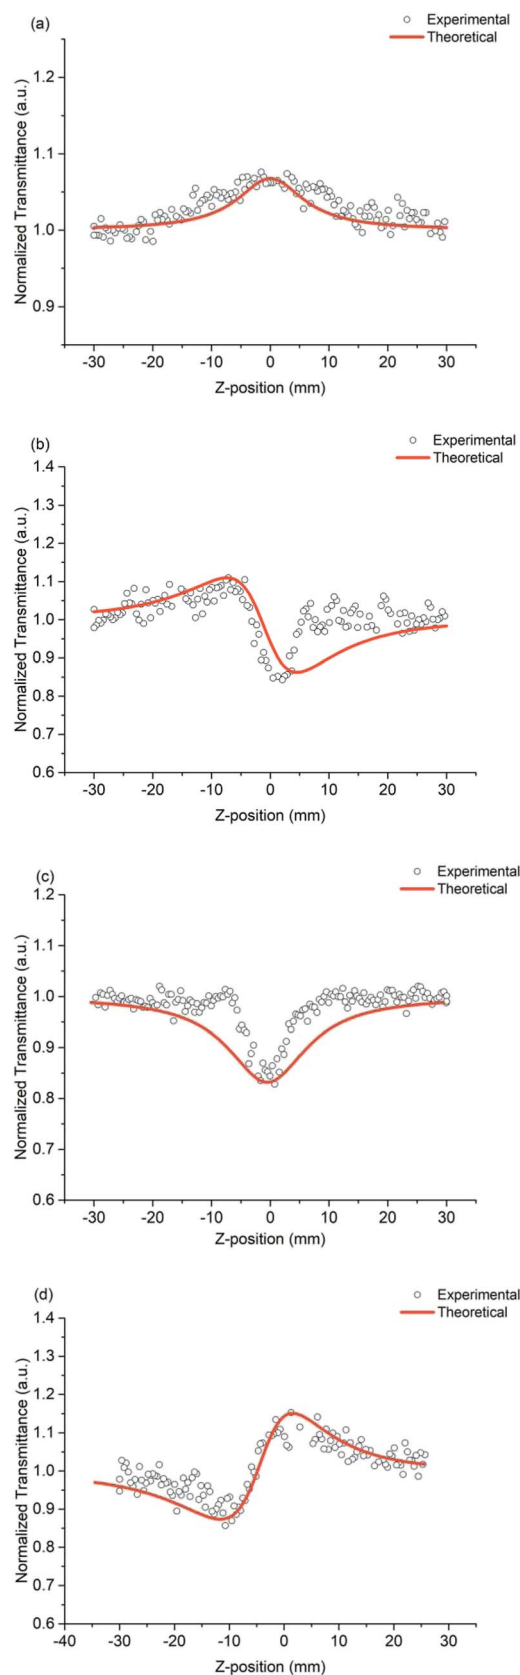 (a)
Experimental
Theoretical
Normalized Transmittance (a.u.)
1.2
1.1
1.0
0.9
-30 -20 -10 0 10 20 30
Z-position (mm)
(b)
Experimental
Theoretical
Normalized Transmittance (a.u.)
1.4
1.3
1.2
1.1
1.0
0.9
0.8
0.7
0.6
-30 -20 -10 0 10 20 30
Z-position (mm)
(c)
Experimental
Theoretical
Normalized Transmittance (a.u.)
1.2
1.1
1.0
0.9
0.8
0.7
0.6
-30 -20 -10 0 10 20 30
Z-position (mm)
(d)
Experimental
Theoretical
Normalized Transmittance (a.u.)
1.4
1.3
1.2
1.1
1.0
0.9
0.8
0.7
0.6
-40 -30 -20 -10 0 10 20 30
Z-position (mm)